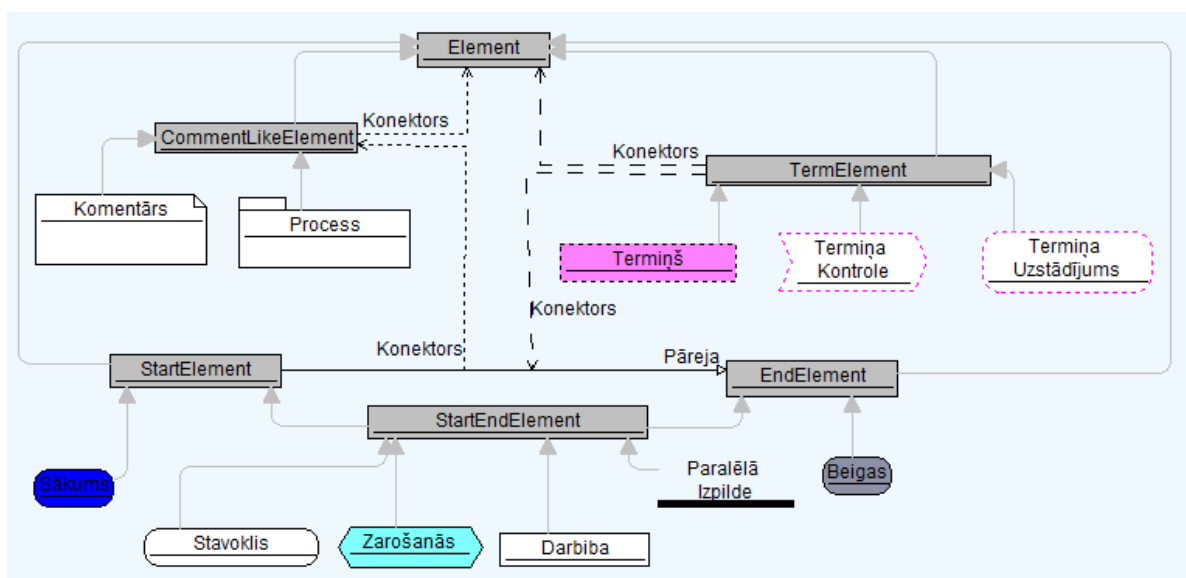 Element
Konektors
CommentLikeElement
Konektors
TermElement
Komentārs
Process
Termiņš
Termiņa
Kontrole
Termiņa
Uzstādījums
Konektors
Konektors
Pāreja
StartElement
EndElement
StartEndElement
Sākums
Paralēlā
Izpilde
Beigas
Stavoklis
Zarošanās
Darbiba